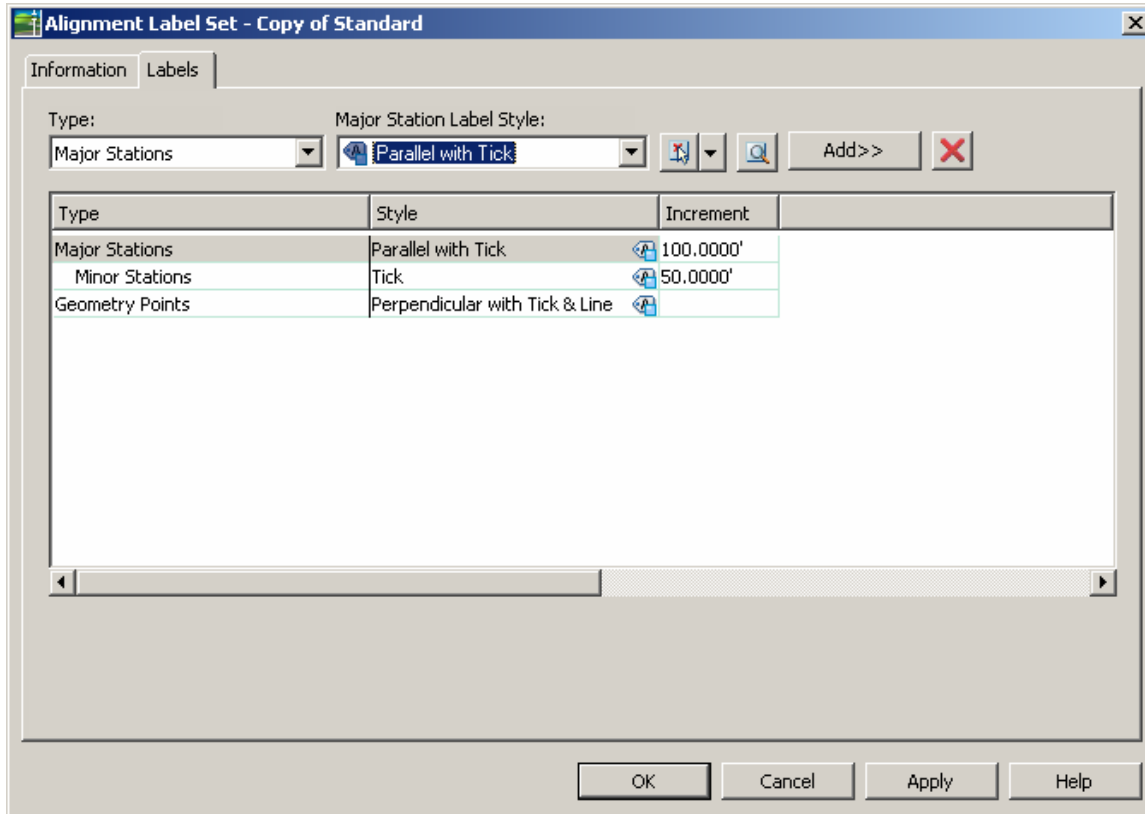 Alignment Label Set - Copy of Standard
Information Labels
Type: Major Station Label Style:
Major Stations Parallel with Tick Add>>
Type Style Increment
Major Stations Parallel with Tick 100.0000'
Minor Stations Tick 50.0000'
Geometry Points Perpendicular with Tick & Line
OK Cancel Apply Help